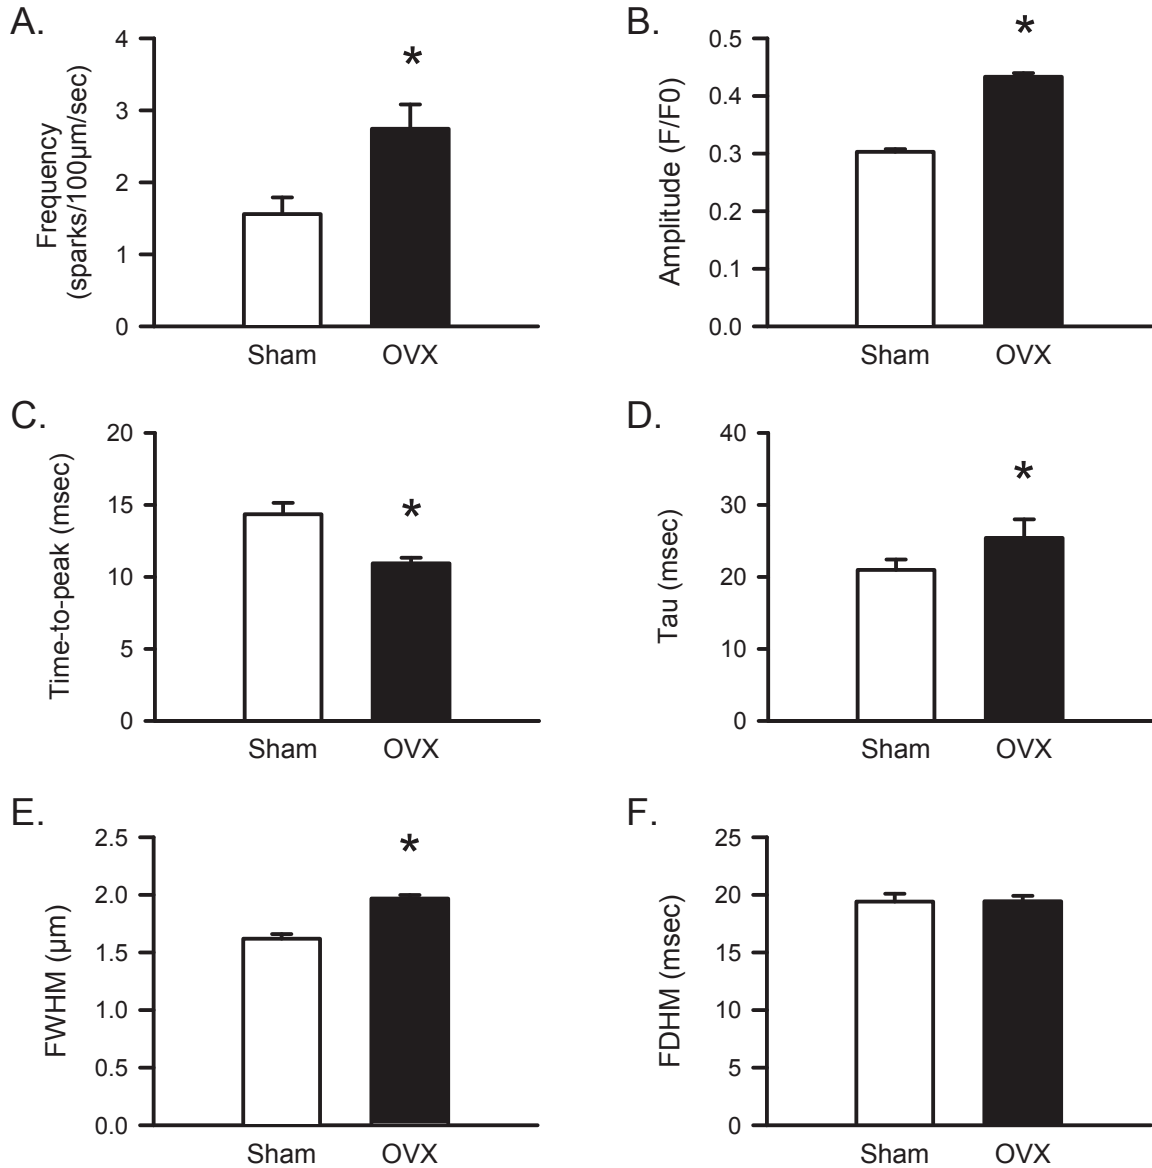 A.
Frequency
(sparks/100µm/sec)
4
3
2
1
0
*
Sham OVX
B.
Amplitude (F/F0)
0.5
0.4
0.3
0.2
0.1
0.0
*
Sham OVX
C.
Time-to-peak (msec)
20
15
10
5
0
*
Sham OVX
D.
Tau (msec)
40
30
20
10
0
*
Sham OVX
E.
FWHM (µm)
2.5
2.0
1.5
1.0
0.5
0.0
*
Sham OVX
F.
FDHM (msec)
25
20
15
10
5
0
Sham OVX